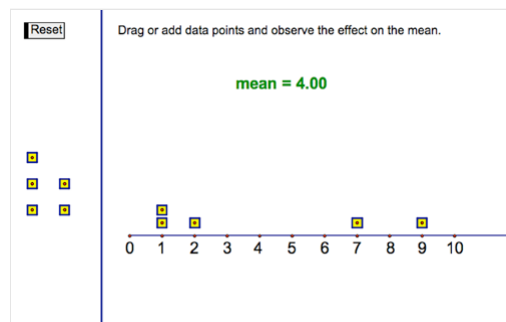 Reset
Drag or add data points and observe the effect on the mean.
mean = 4.00
0 1 2 3 4 5 6 7 8 9 10